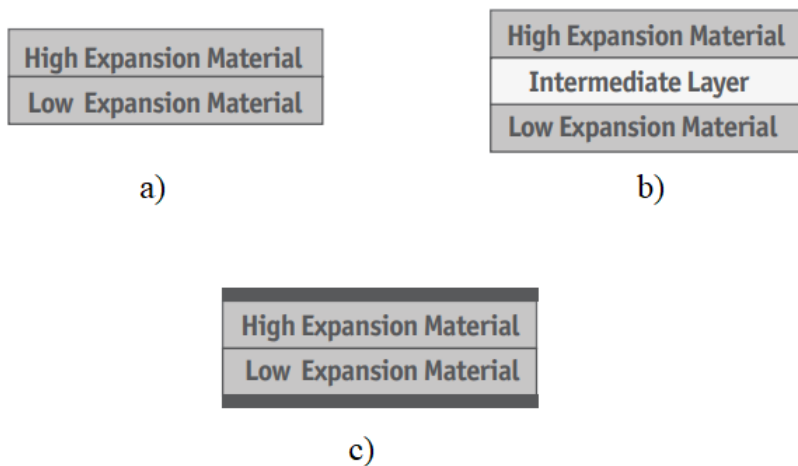 High Expansion Material
Low Expansion Material
a)
High Expansion Material
Intermediate Layer
Low Expansion Material
b)
High Expansion Material
Low Expansion Material
c)